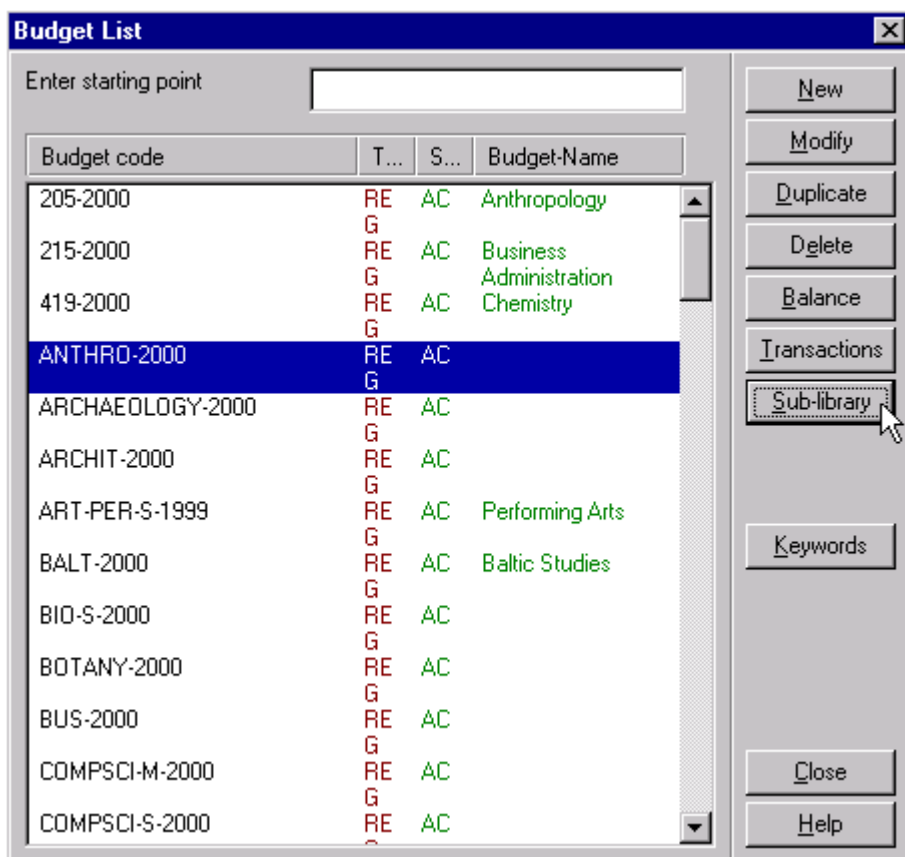 Budget List
Enter starting point
New
Modify
Duplicate
Delete
Balance
Transactions
Sub-library
Keywords
Close
Help
Budget code T... S... Budget-Name
205-2000 RE AC Anthropology
G
215-2000 RE AC Business
G Administration
419-2000 RE AC Chemistry
G
ANTHRO-2000 RE AC
G
ARCHAEOLOGY-2000 RE AC
G
ARCHIT-2000 RE AC
G
ART-PER-S-1999 RE AC Performing Arts
G
BALT-2000 RE AC Baltic Studies
G
BIO-S-2000 RE AC
G
BOTANY-2000 RE AC
G
BUS-2000 RE AC
G
COMPSCI-M-2000 RE AC
G
COMPSCI-S-2000 RE AC